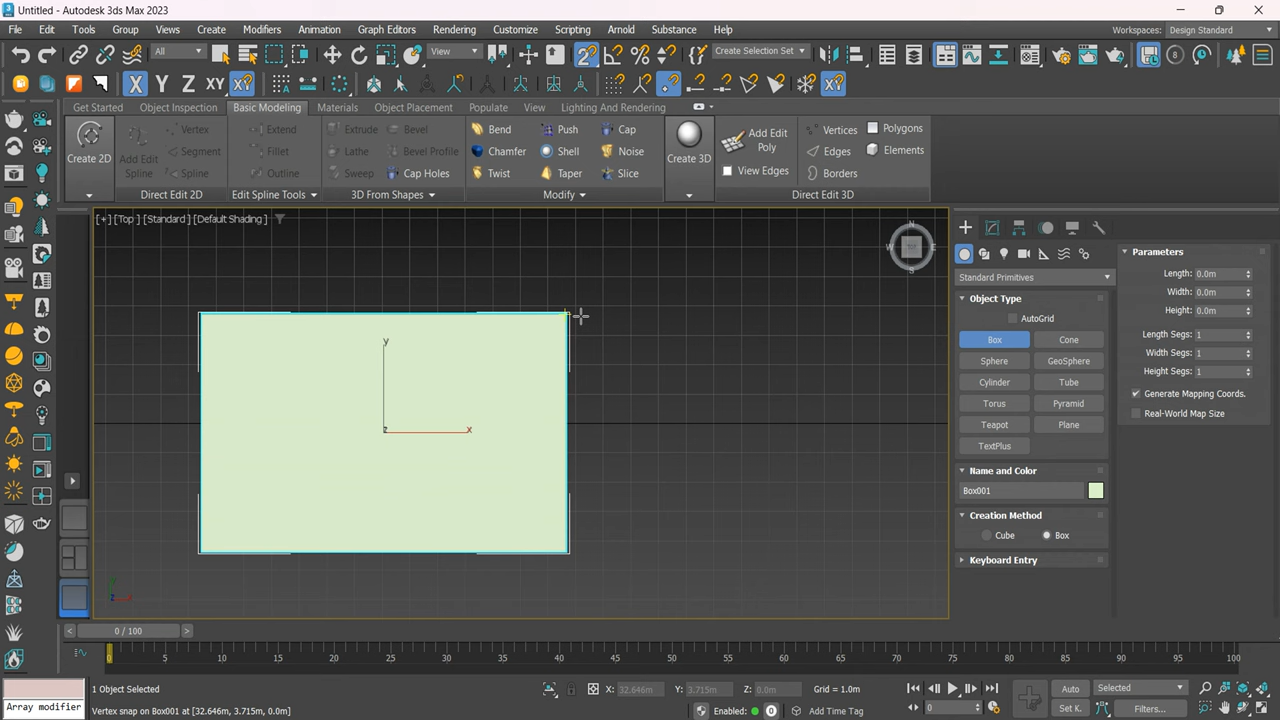 Untitled - Autodesk 3ds Max 2023
File Edit Tools Group Views Create Modifiers Animation Graph Editors Rendering Customize Scripting Arnold Substance Help Workspaces: Design Standard
All View Create Selection Set
X Y Z XY
Get Started Object Inspection Basic Modeling Materials Object Placement Populate View Lighting And Rendering
Create 2D
Add Edit Spline
Vertex
Segment
Direct Edit 2D
Extend
Fillet
Outline
Edit Spline Tools
Extrude Bevel
Lathe Bevel Profile
Sweep Cap Holes
3D From Shapes
Bend Push Cap
Chamfer Shell Noise
Twist Taper Slice
Modify
Create 3D
Add Edit Poly
View Edges
Vertices Polygons
Edges Elements
Borders
Direct Edit 3D
[+] [Top ] [Standard ] [Default Shading ]
N
W E
S
y
z x
Standard Primitives
Object Type
AutoGrid
Box Cone
Sphere GeoSphere
Cylinder Tube
Torus Pyramid
Teapot Plane
TextPlus
Name and Color
Box001
Creation Method
Cube Box
Keyboard Entry
Parameters
Length: 0.0m
Width: 0.0m
Height: 0.0m
Length Segs: 1
Width Segs: 1
Height Segs: 1
Generate Mapping Coords.
Real-World Map Size
< 0 / 100 >
0 5 10 15 20 25 30 35 40 45 50 55 60 65 70 75 80 85 90 95 100
1 Object Selected X: 32.646m Y: 3.715m Z: 0.0m Grid = 1.0m Auto Selected
Array modifier Vertex snap on Box001 at [32.646m, 3.715m, 0.0m] Enabled: 0 Add Time Tag 0 Set K. Filters...